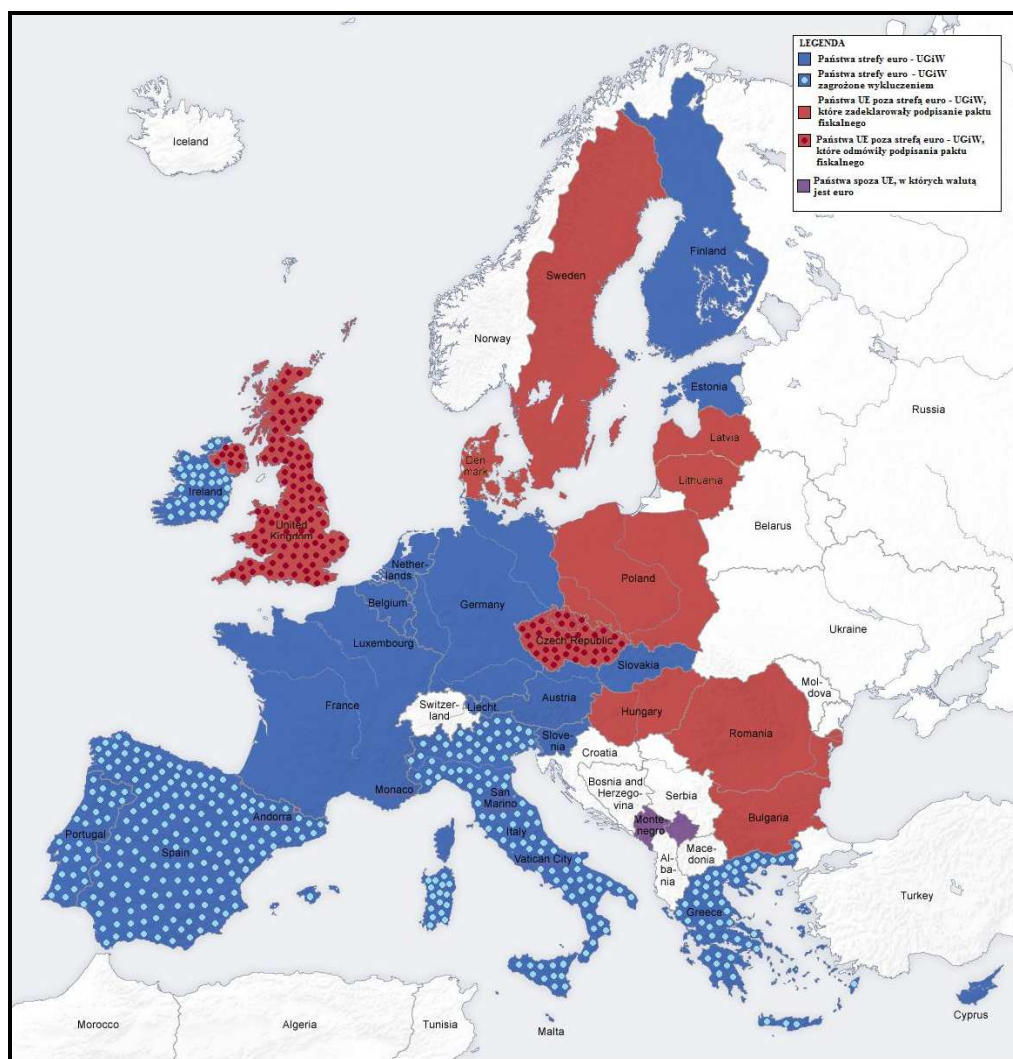 LEGENDA
Państwa strefy euro - UGiW
Państwa strefy euro - UGiW
zagrożone wykluczeniem
Państwa UE poza strefą euro - UGiW,
które zadeklarowały podpisanie paktu
fiskalnego
Państwa UE poza strefą euro - UGiW,
które odmówiły podpisania paktu
fiskalnego
Państwa spoza UE, w których walutą
jest euro
Iceland
Finland
Sweden
Norway
Estonia
Russia
Latvia
Den-
mark
Lithuania
Ireland
United
Kingdom
Belarus
Nether-
lands
Poland
Belgium
Germany
Ukraine
Czech Republic
Luxembourg
Slovakia
Mol-
dova
Austria
France
Switzer-
land
Liecht.
Hungary
Romania
Slove-
nia
Croatia
Bosnia and
Herzego-
vina
Serbia
Monaco
San
Marino
Andorra
Monte-
negro
Bulgaria
Italy
Portugal
Spain
Vatican City
Mace-
donia
Al-
ba-
nia
Turkey
Greece
Cyprus
Morocco
Algeria
Tunisia
Malta